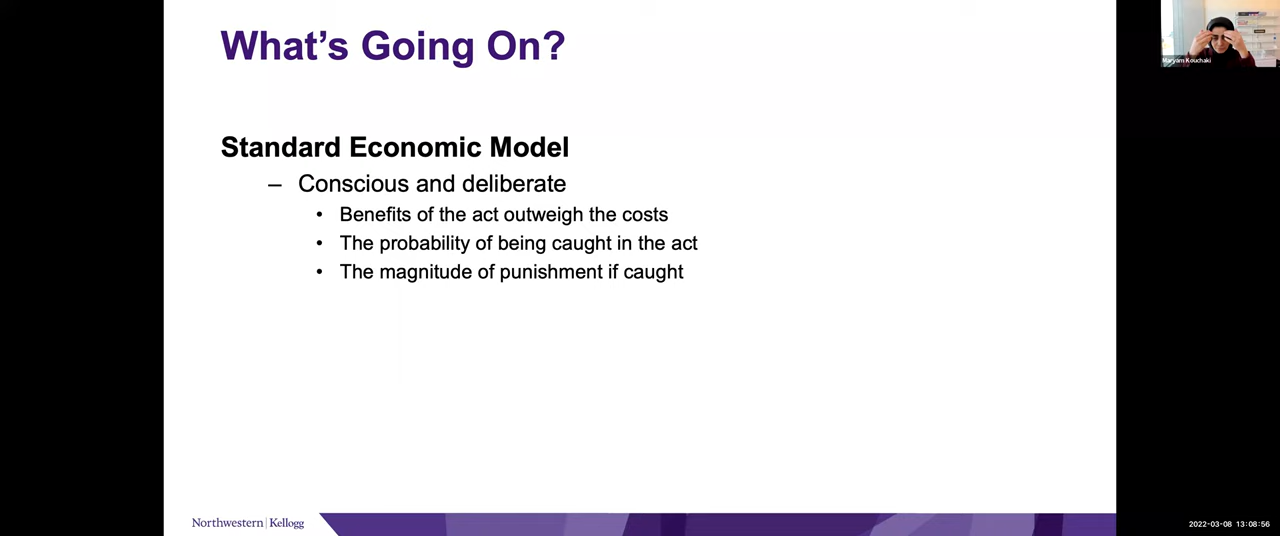 What's Going On?
Maryam Kouchaki
Standard Economic Model
– Conscious and deliberate
• Benefits of the act outweigh the costs
• The probability of being caught in the act
• The magnitude of punishment if caught
Northwestern | Kellogg
2022-03-08 13:08:56